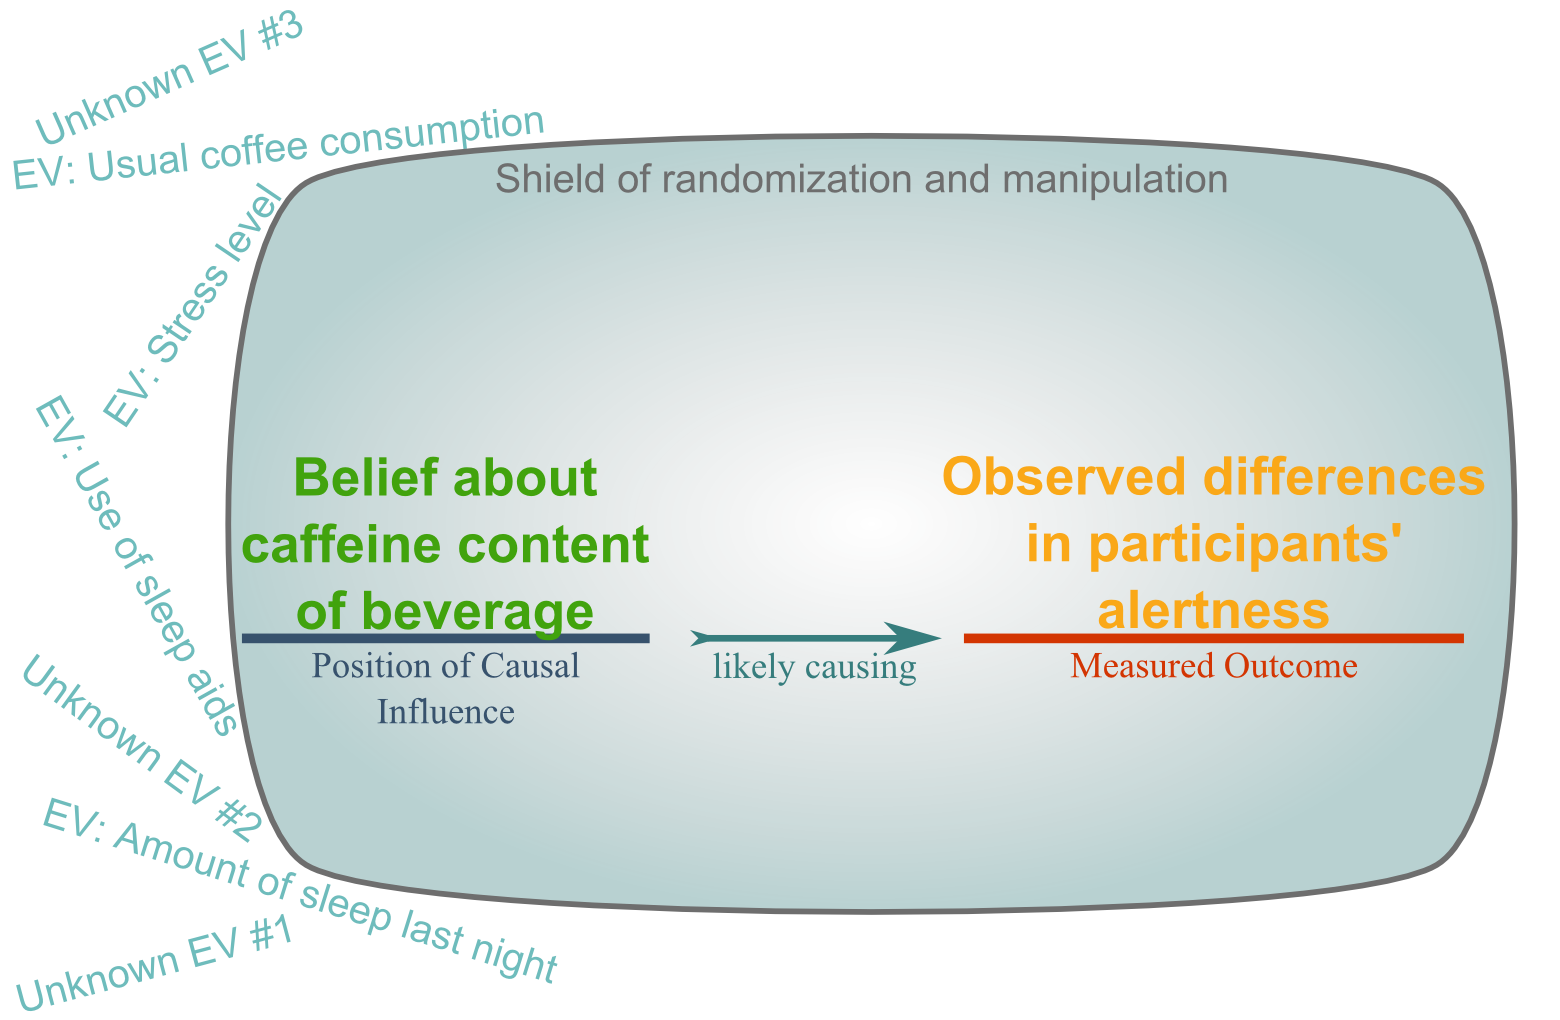 Unknown EV #3
EV: Usual coffee consumption
Shield of randomization and manipulation
EV: Stress level
EV: Use of sleep aids
Belief about
caffeine content
of beverage
Position of Causal
Influence
likely causing
Observed differences
in participants'
alertness
Measured Outcome
Unknown EV #2
EV: Amount of sleep last night
Unknown EV #1